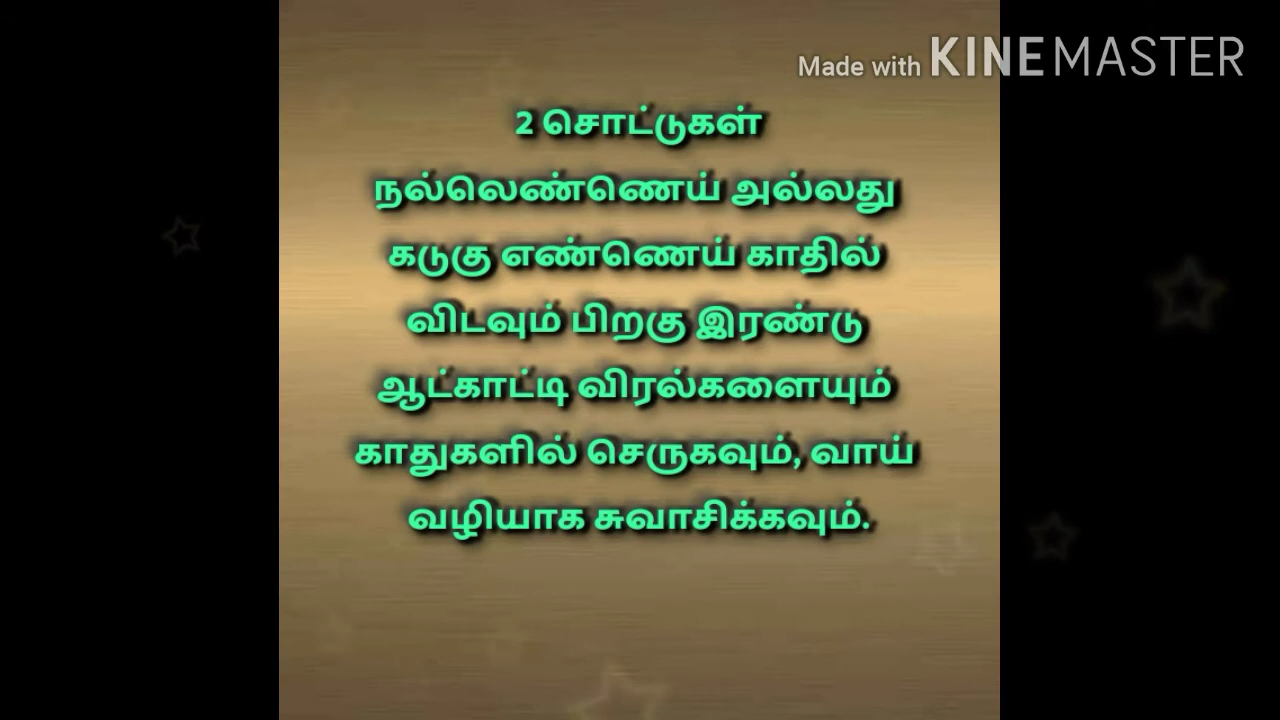 Made with KINEMASTER
2 சொட்டுகள்
நல்லெண்ணெய் அல்லது
கடுகு எண்ணெய் காதில்
விடவும் பிறகு இரண்டு
ஆட்காட்டி விரல்களையும்
காதுகளில் செருகவும், வாய்
வழியாக சுவாசிக்கவும்.